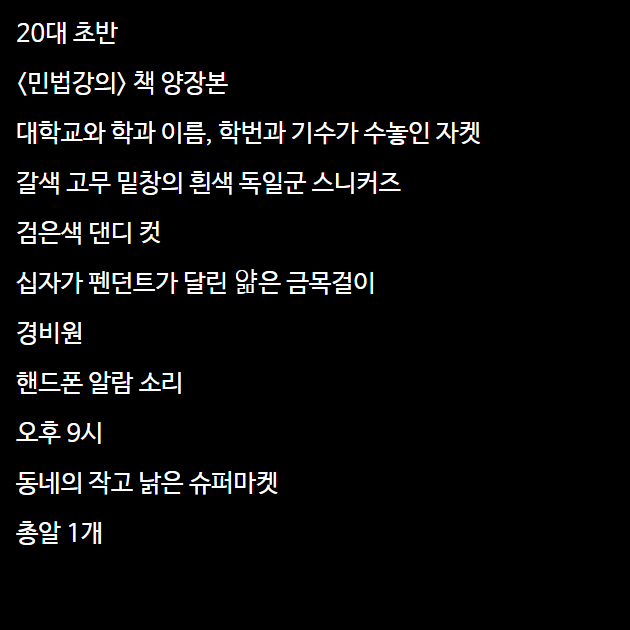 20대 초반
<민법강의> 책 양장본
대학교와 학과 이름, 학번과 기수가 수놓인 자켓
갈색 고무 밑창의 흰색 독일군 스니커즈
검은색 댄디 컷
십자가 펜던트가 달린 얇은 금목걸이
경비원
핸드폰 알람 소리
오후 9시
동네의 작고 낡은 슈퍼마켓
총알 1개